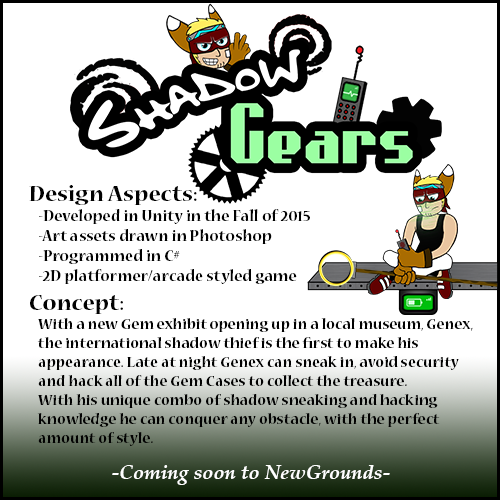 Shadow
Gears
Design Aspects:
-Developed in Unity in the Fall of 2015
-Art assets drawn in Photoshop
-Programmed in C#
-2D platformer/arcade styled game
Concept:
With a new Gem exhibit opening up in a local museum, Genex,
the international shadow thief is the first to make his
appearance. Late at night Genex can sneak in, avoid security
and hack all of the Gem Cases to collect the treasure.
With his unique combo of shadow sneaking and hacking
knowledge he can conquer any obstacle, with the perfect
amount of style.
-Coming soon to NewGrounds-